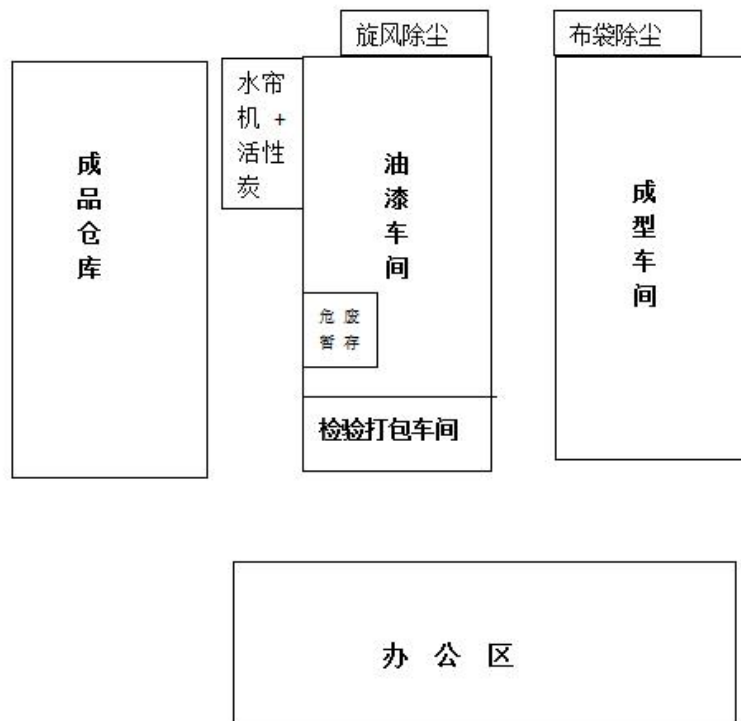 旋风除尘
布袋除尘
水帘
机 +
活性
炭
成品仓库
油漆车间
成型车间
危 废
暂 存
检验打包车间
办 公 区